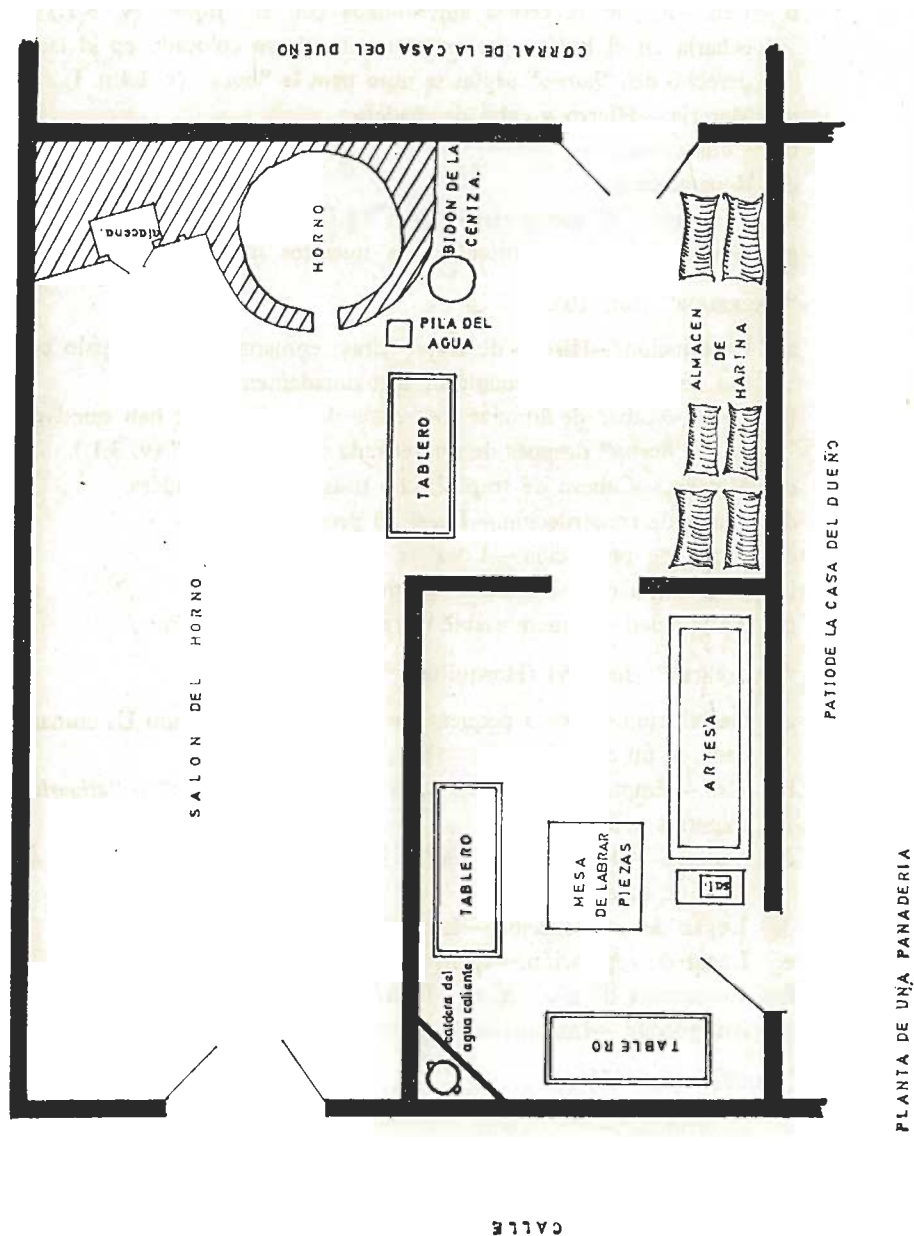 CORRAL DE LA CASA DEL DUEÑO
alacena.
HORNO
BIDON DE LA
CENIZA.
PILA DEL
AGUA
TABLERO
ALMACEN
DE
HARINA
SALON DEL HORNO
PATIO DE LA CASA DEL DUEÑO
ARTESA
TABLERO
MESA
DE LABRAR
PIEZAS
sal.
caldera del
agua caliente
TABLERO
PLANTA DE UNA PANADERIA
CALLE